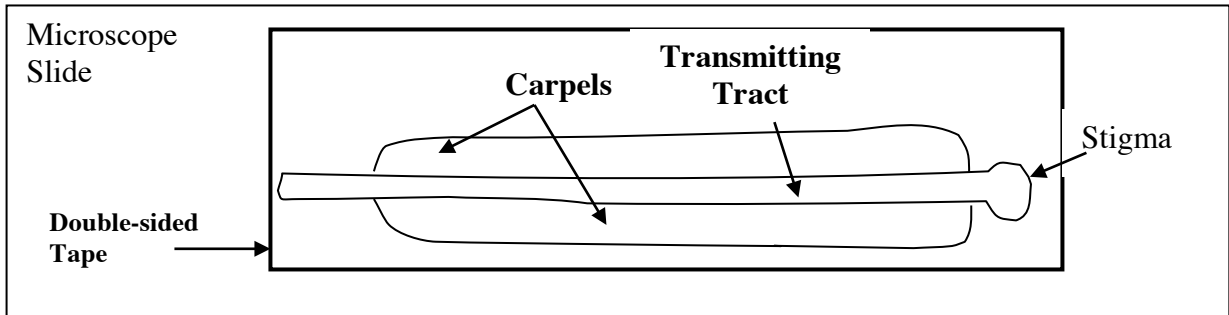 Microscope
Slide
Carpels
Transmitting
Tract
Stigma
Double-sided
Tape